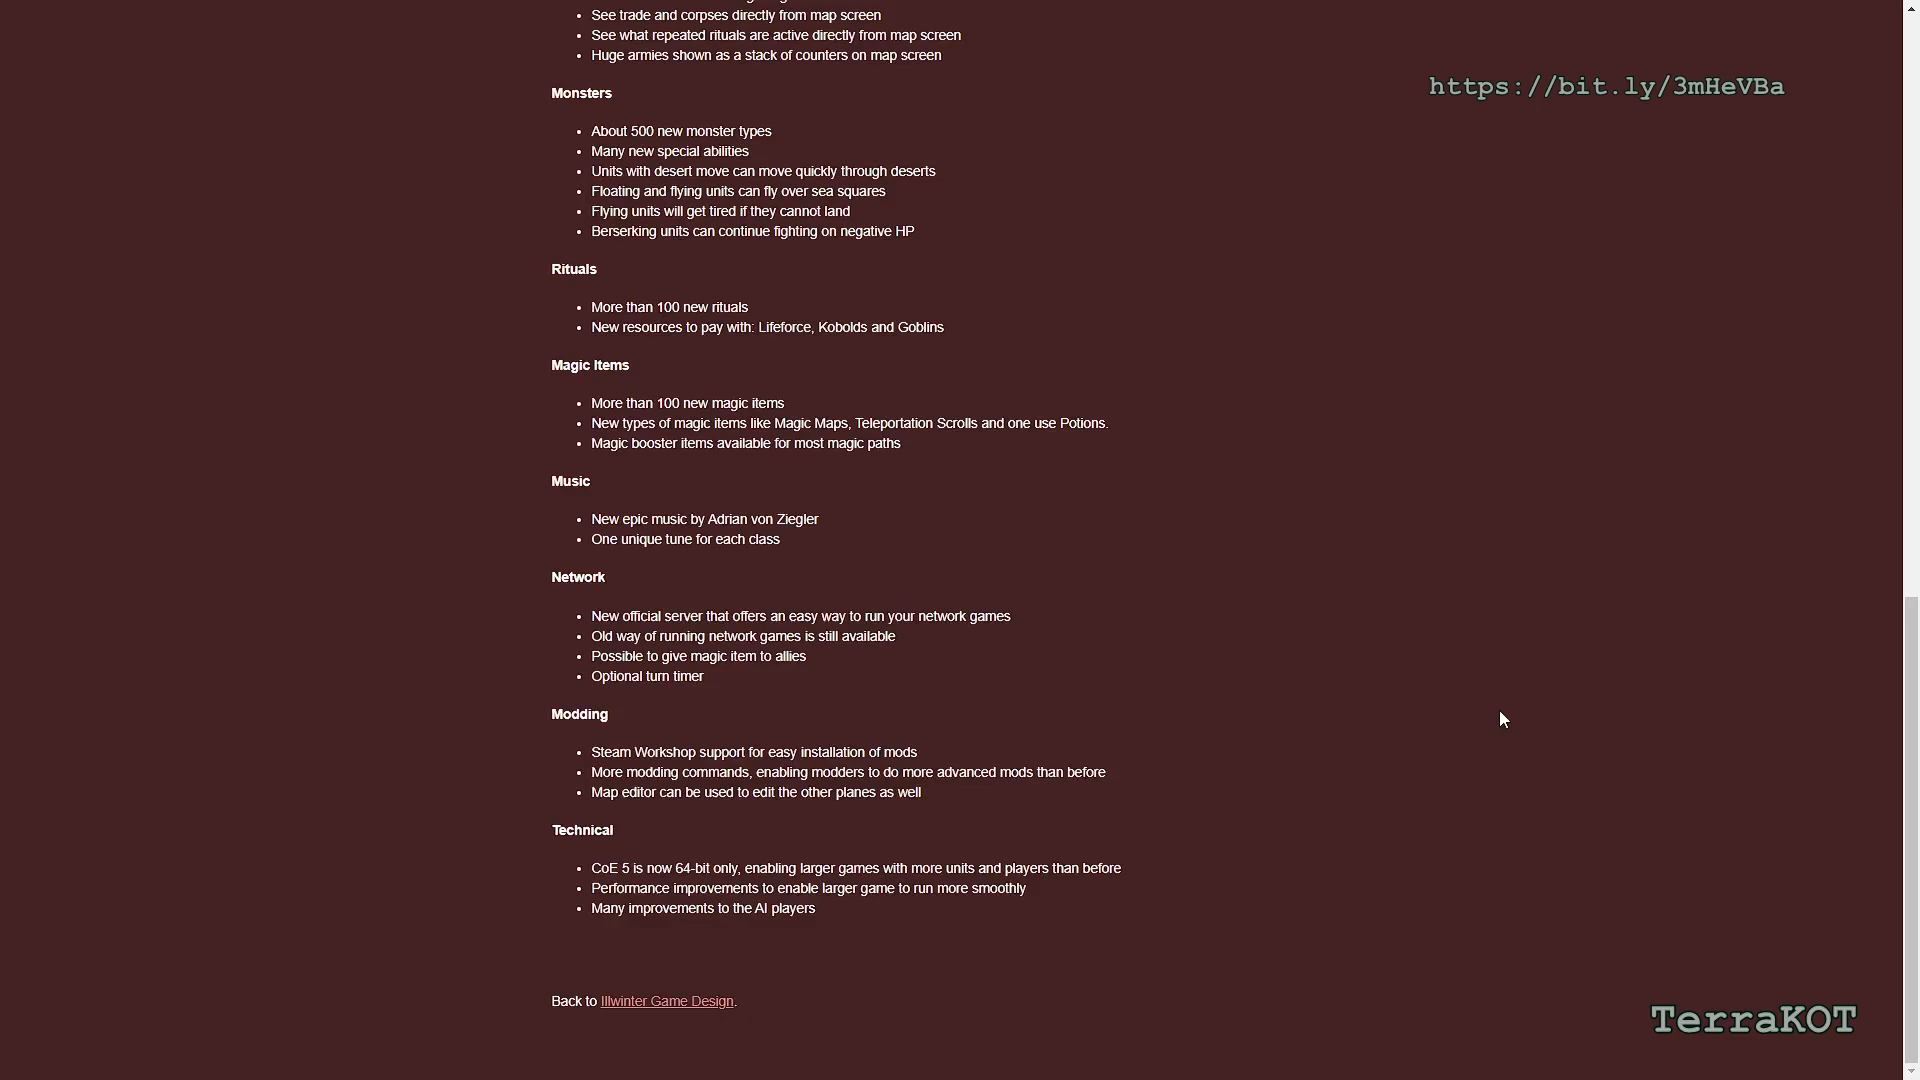 See trade and corpses directly from map screen
See what repeated rituals are active directly from map screen
Huge armies shown as a stack of counters on map screen
https://bit.ly/3mHeVBa
Monsters
About 500 new monster types
Many new special abilities
Units with desert move can move quickly through deserts
Floating and flying units can fly over sea squares
Flying units will get tired if they cannot land
Berserking units can continue fighting on negative HP
Rituals
More than 100 new rituals
New resources to pay with: Lifeforce, Kobolds and Goblins
Magic Items
More than 100 new magic items
New types of magic items like Magic Maps, Teleportation Scrolls and one use Potions.
Magic booster items available for most magic paths
Music
New epic music by Adrian von Ziegler
One unique tune for each class
Network
New official server that offers an easy way to run your network games
Old way of running network games is still available
Possible to give magic item to allies
Optional turn timer
Modding
Steam Workshop support for easy installation of mods
More modding commands, enabling modders to do more advanced mods than before
Map editor can be used to edit the other planes as well
Technical
CoE 5 is now 64-bit only, enabling larger games with more units and players than before
Performance improvements to enable larger game to run more smoothly
Many improvements to the AI players
Back to Illwinter Game Design.
TerraKOT